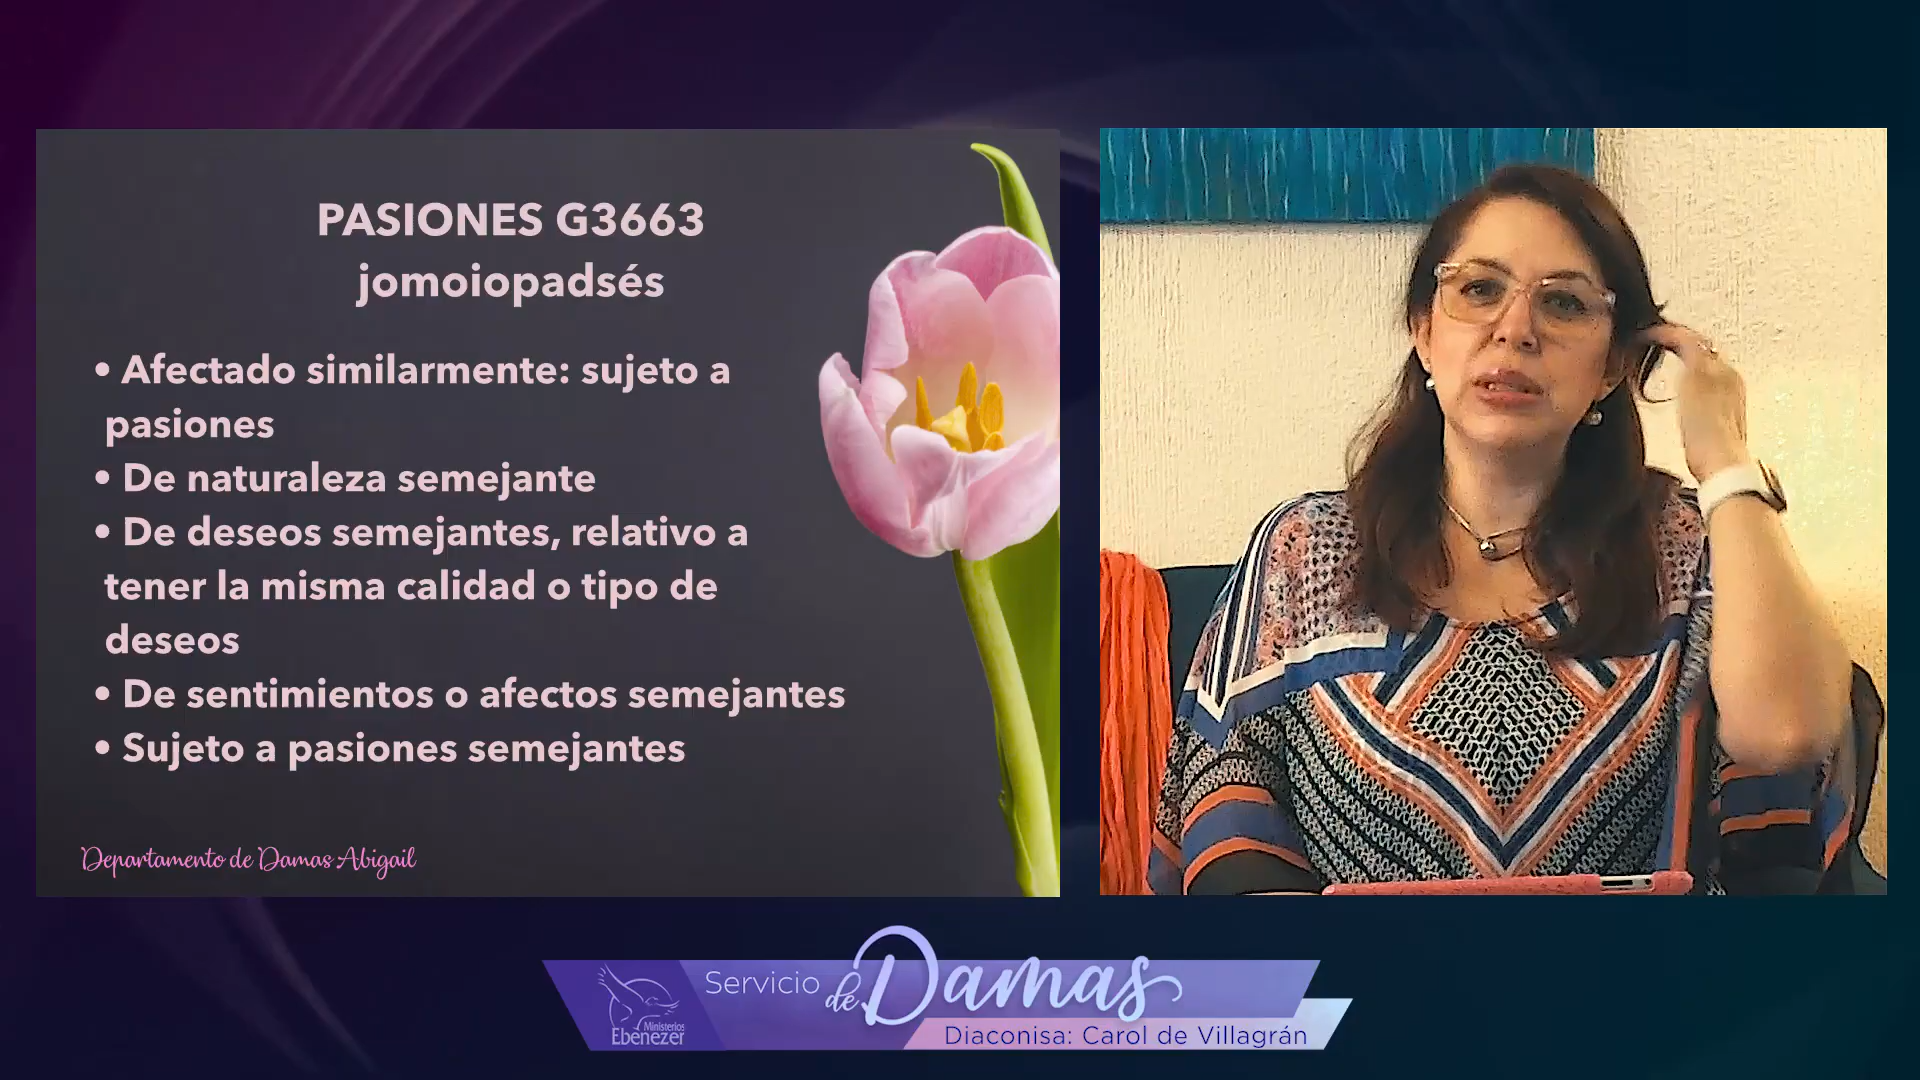 PASIONES G3663
jomoiopadsés
• Afectado similarmente: sujeto a
pasiones
• De naturaleza semejante
• De deseos semejantes, relativo a
tener la misma calidad o tipo de
deseos
• De sentimientos o afectos semejantes
• Sujeto a pasiones semejantes
Departamento de Damas Abigail
Servicio de Damas
Ministerios
Ebenezer
Diaconisa: Carol de Villagrán